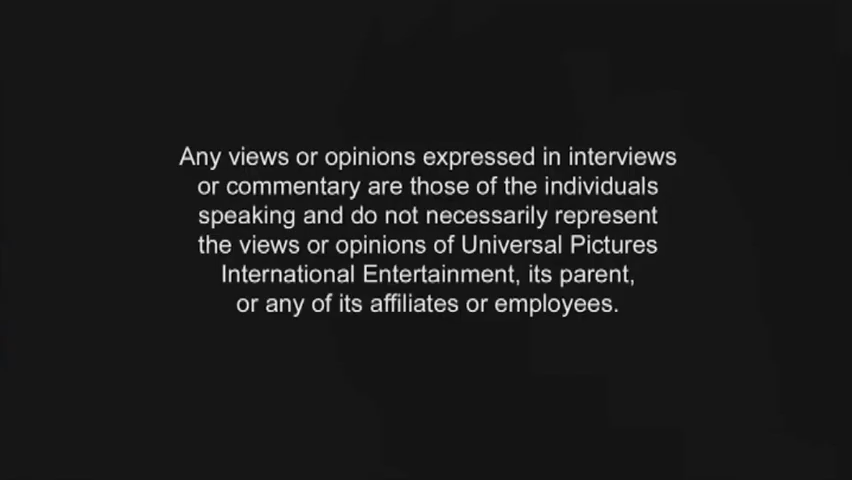 Any views or opinions expressed in interviews
or commentary are those of the individuals
speaking and do not necessarily represent
the views or opinions of Universal Pictures
International Entertainment, its parent,
or any of its affiliates or employees.